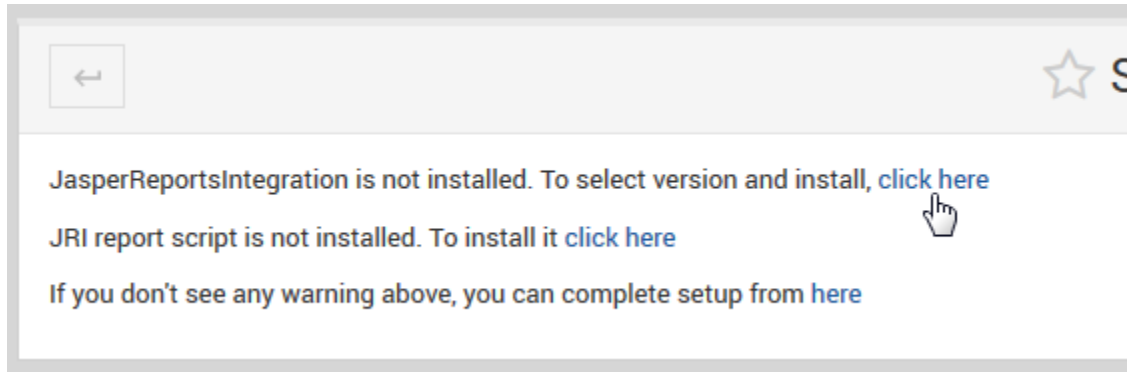 S
JasperReportsIntegration is not installed. To select version and install, click here
JRI report script is not installed. To install it click here
If you don't see any warning above, you can complete setup from here